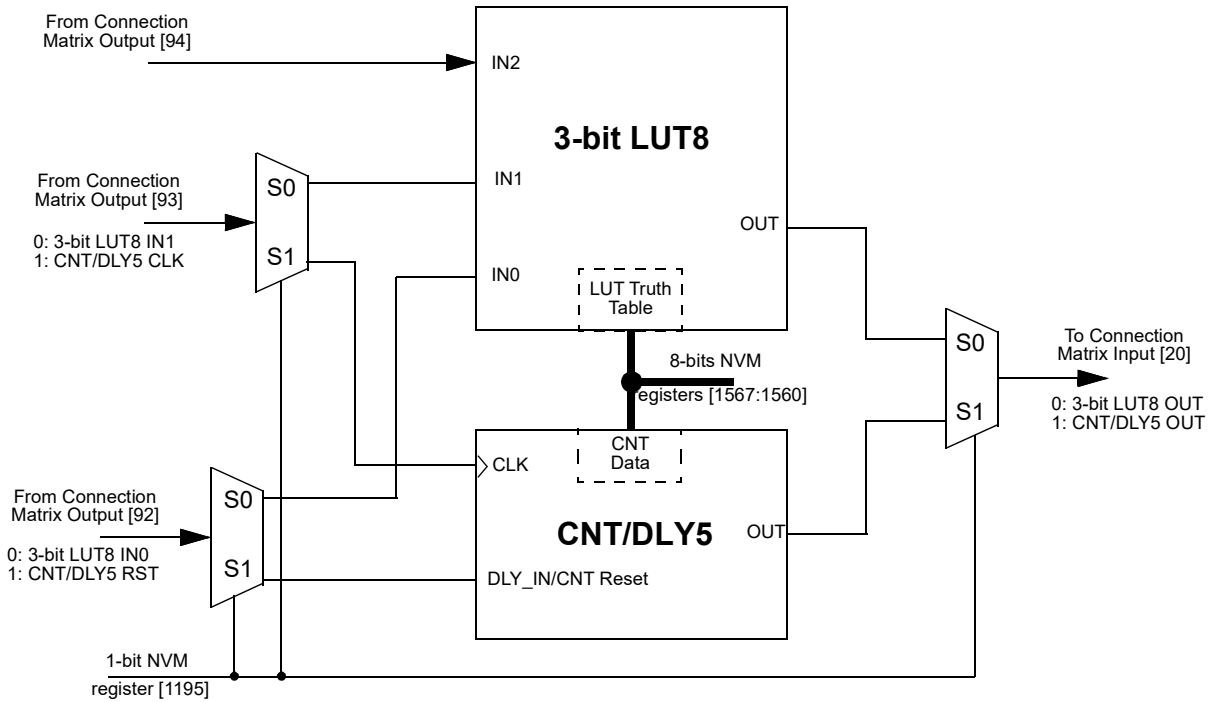 From Connection
Matrix Output [94]
IN2
3-bit LUT8
From Connection
Matrix Output [93]
0: 3-bit LUT8 IN1
1: CNT/DLY5 CLK
S0
S1
IN1
IN0
OUT
LUT Truth
Table
8-bits NVM
registers [1567:1560]
S0
S1
To Connection
Matrix Input [20]
0: 3-bit LUT8 OUT
1: CNT/DLY5 OUT
CNT
Data
CLK
CNT/DLY5
OUT
DLY_IN/CNT Reset
From Connection
Matrix Output [92]
0: 3-bit LUT8 IN0
1: CNT/DLY5 RST
S0
S1
1-bit NVM
register [1195]